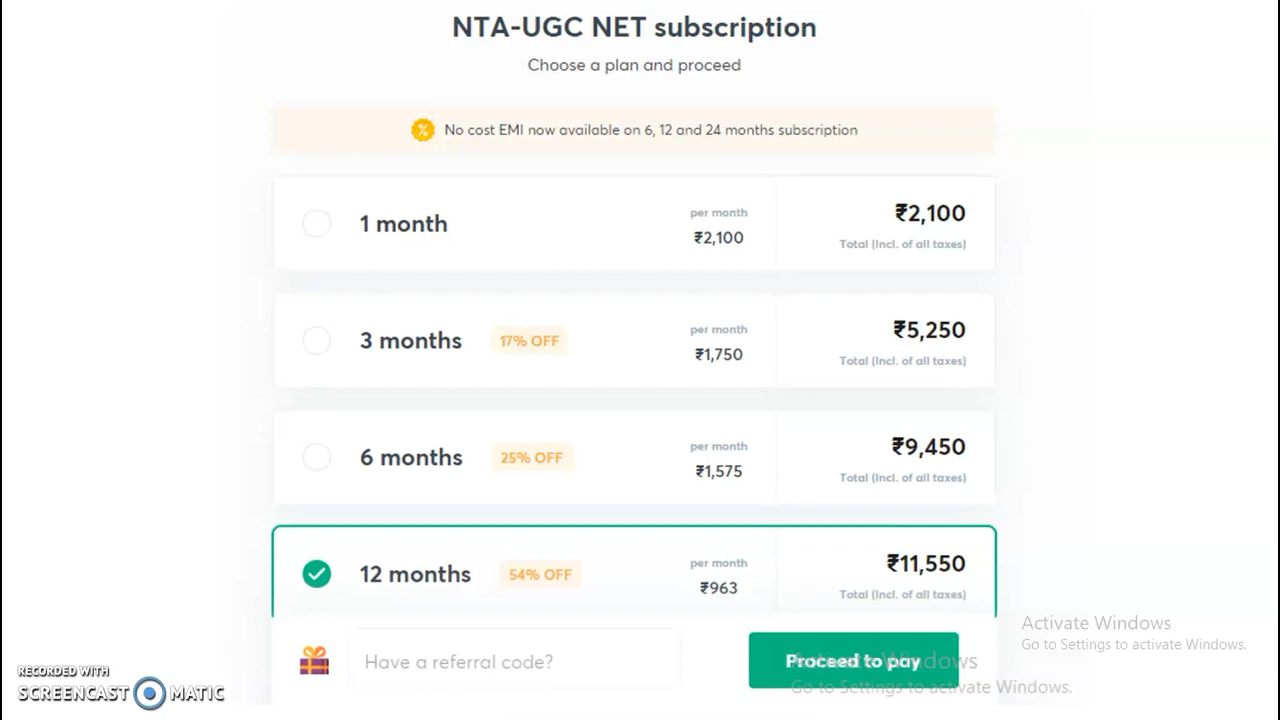 NTA-UGC NET subscription
Choose a plan and proceed
No cost EMI now available on 6, 12 and 24 months subscription
1 month
per month
₹2,100
₹2,100
Total (Incl. of all taxes)
3 months
17% OFF
per month
₹1,750
₹5,250
Total (Incl. of all taxes)
6 months
25% OFF
per month
₹1,575
₹9,450
Total (Incl. of all taxes)
12 months
54% OFF
per month
₹963
₹11,550
Total (Incl. of all taxes)
Have a referral code?
Proceed to pay
Activate Windows
Go to Settings to activate Windows.
Activate Windows
Go to Settings to activate Windows.
RECORDED WITH
SCREENCAST MATIC